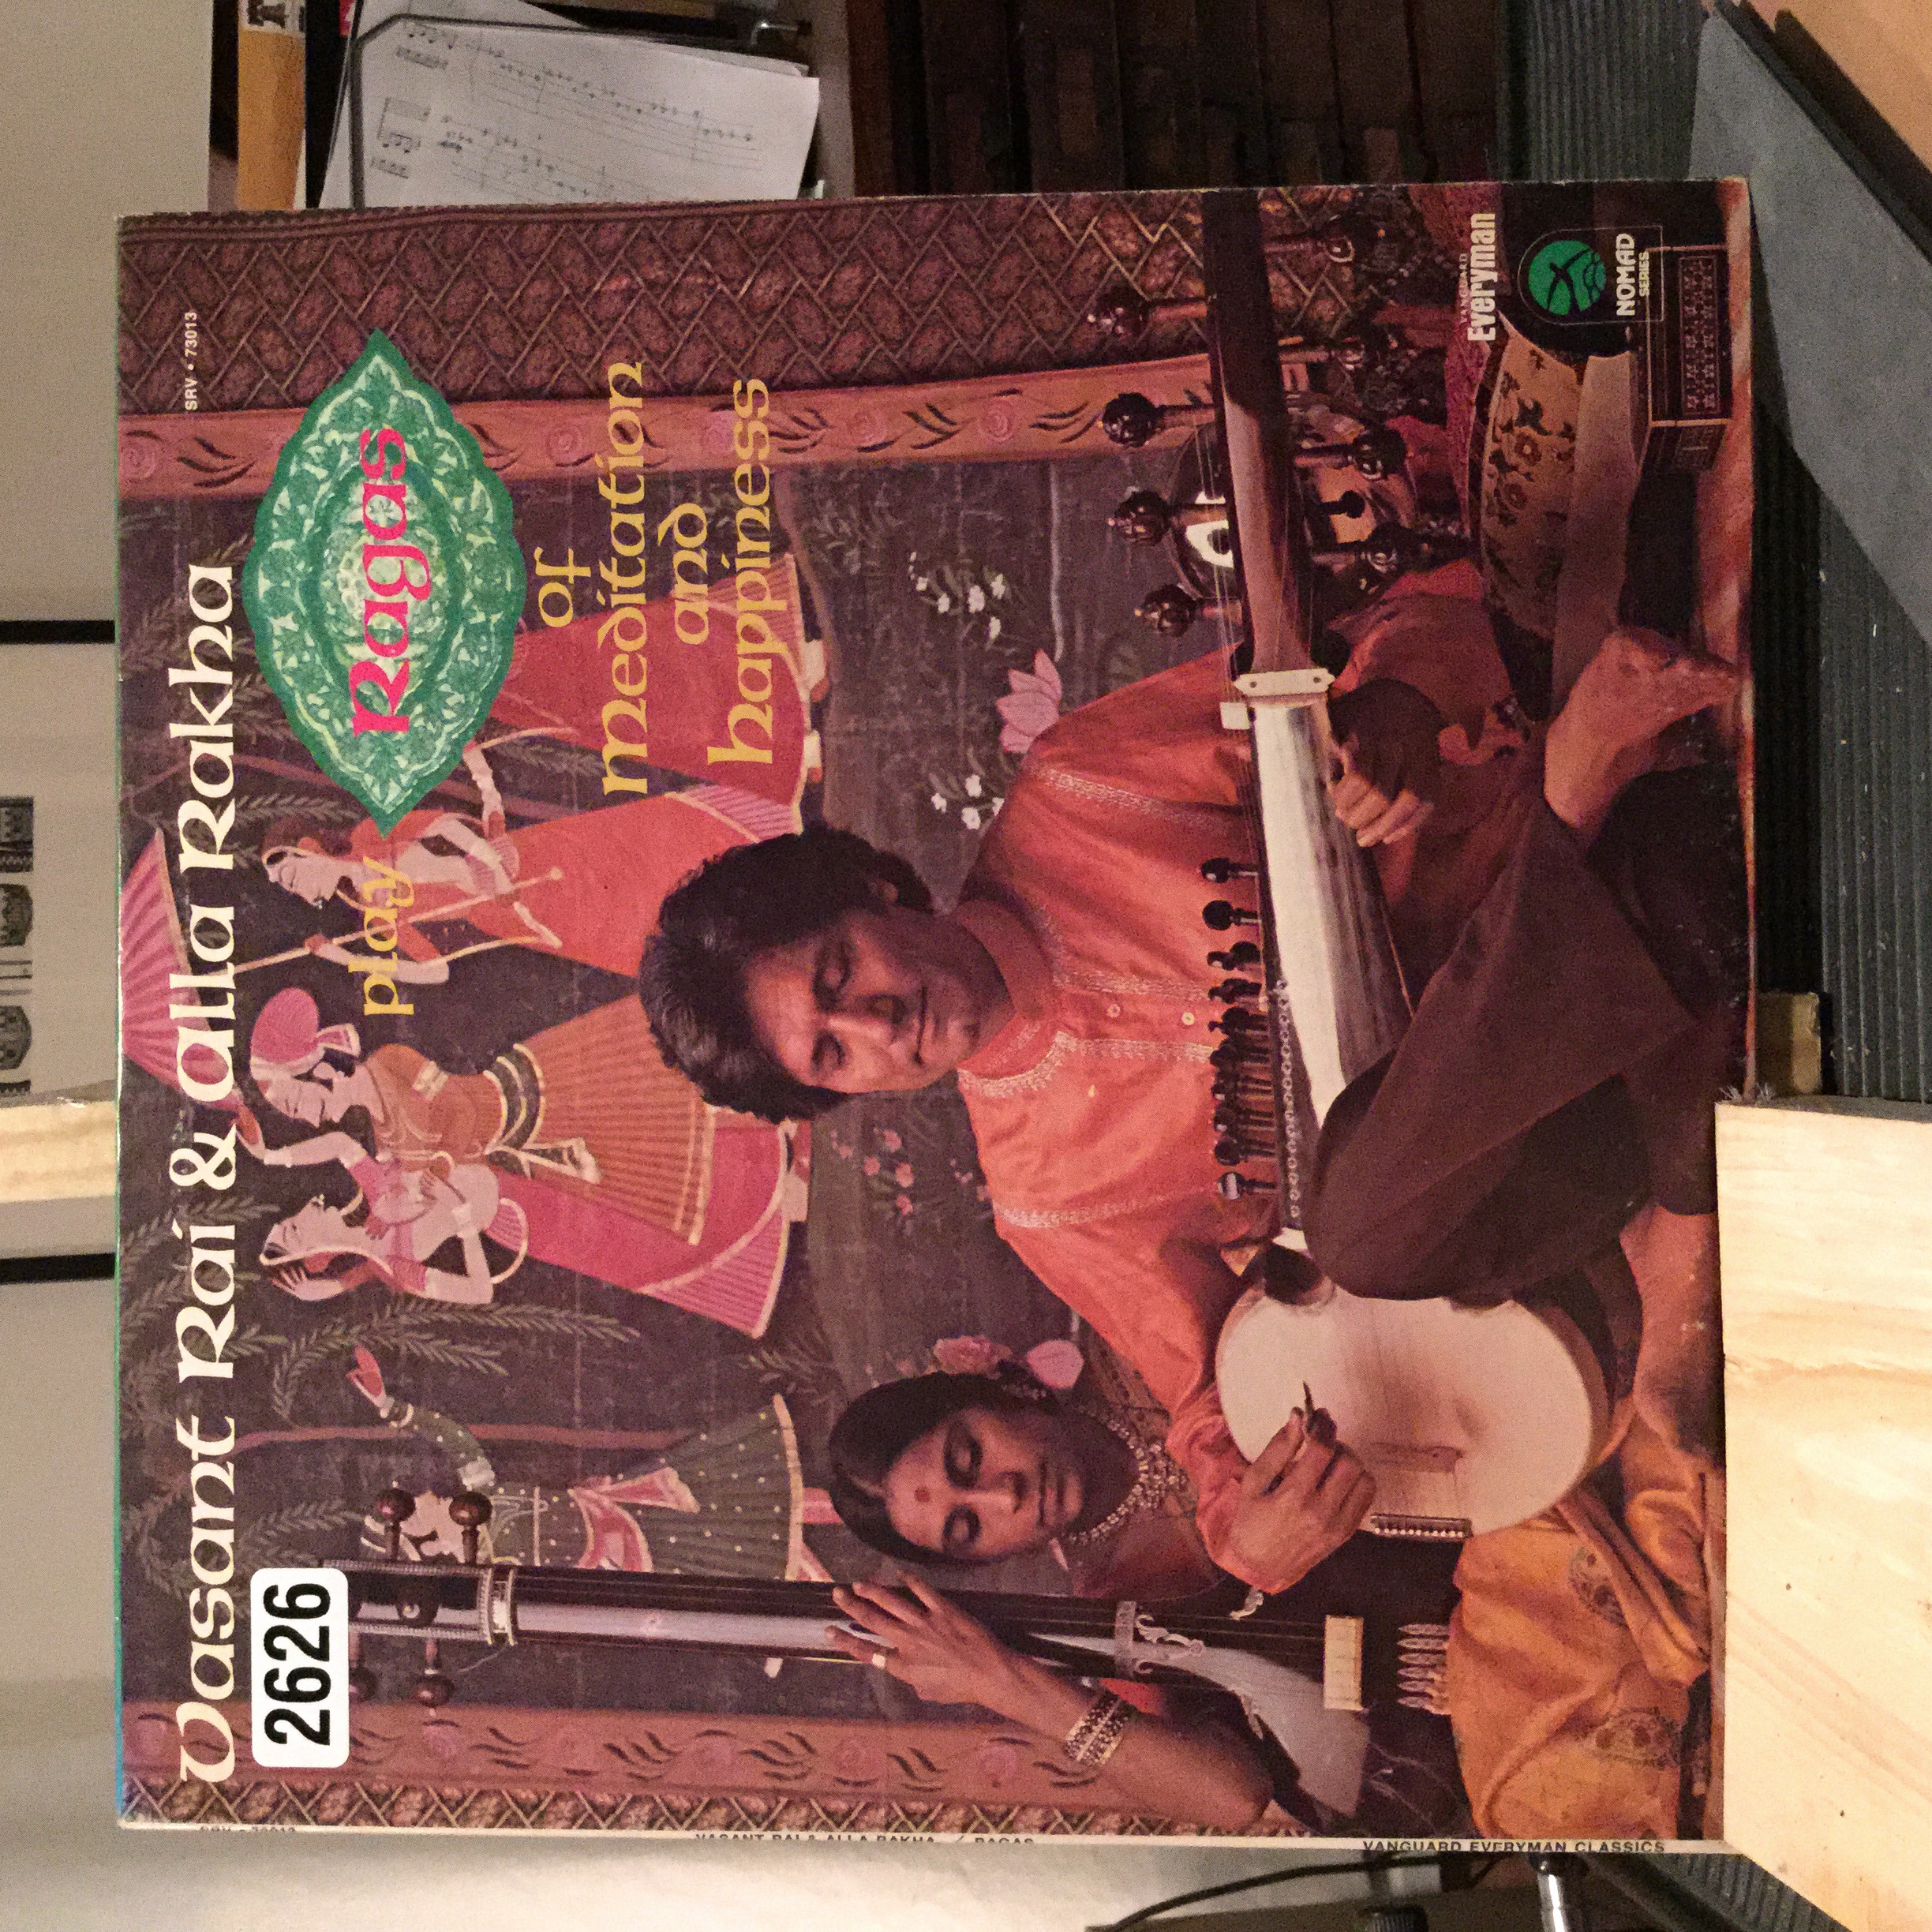 SRV • 73013
Vasant Rai & alla Rakha
2626
play
Ragas
of
meditation
and
happiness
VANGUARD
Everyman
NOMAD
SERIES
VASANT RAI & ALLA RAKHA / RAGAS
VANGUARD EVERYMAN CLASSICS